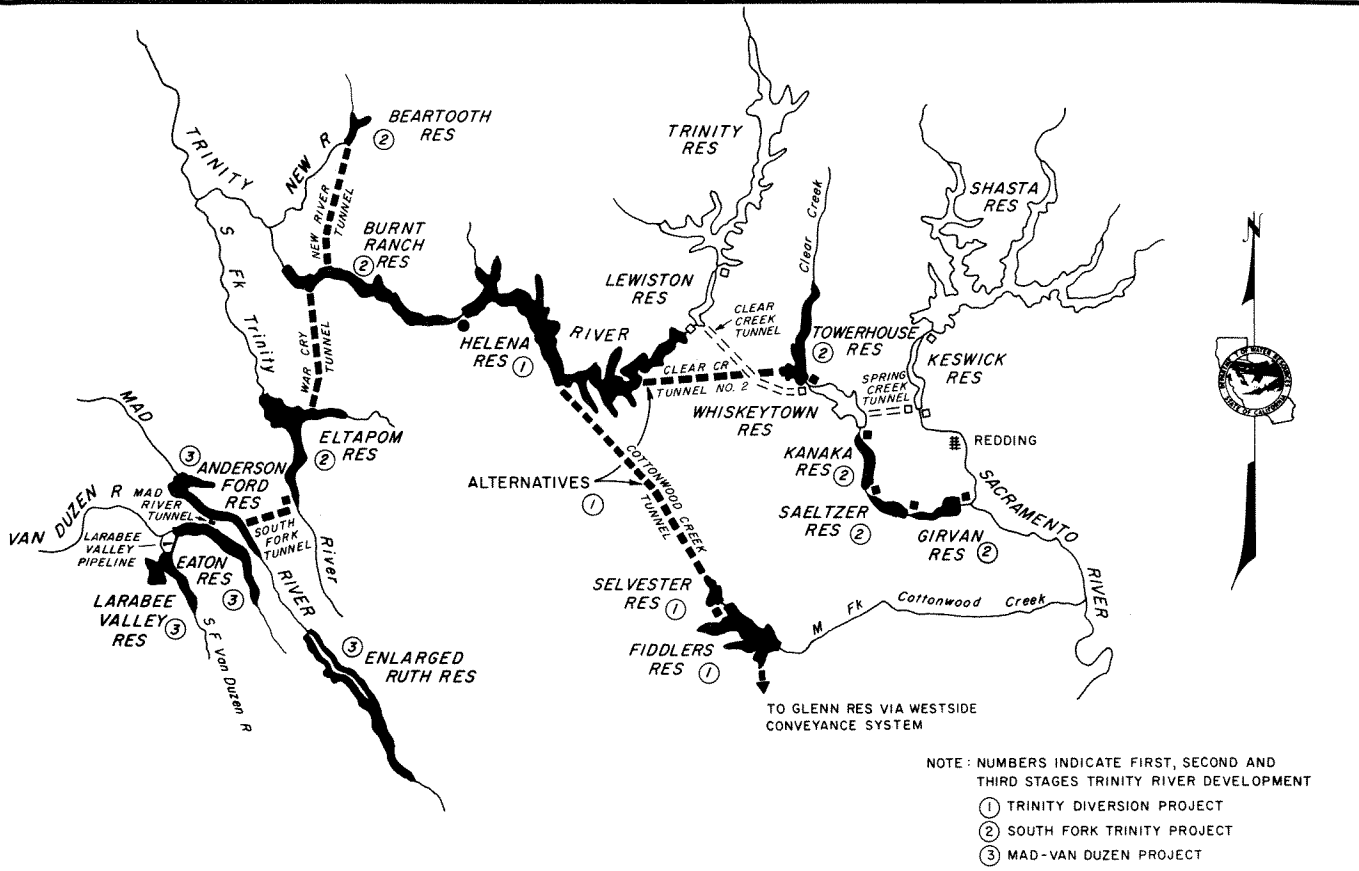 BEARTOOTH
RES
2
TRINITY
NEW R
NEW RIVER
TUNNEL
BURNT
RANCH
RES
2
S Fk Trinity
River
WAR CRY
TUNNEL
HELENA
RES 1
RIVER
TRINITY
RES
LEWISTON
RES
CLEAR
CREEK
TUNNEL
Clear Creek
SHASTA
RES
N
TOWERHOUSE
2 RES
KESWICK
RES
CLEAR CR
TUNNEL NO. 2
SPRING
CREEK
TUNNEL
WHISKEYTOWN
RES
DEPARTMENT OF WATER RESOURCES
STATE OF CALIFORNIA
REDDING
KANAKA
RES 2
SAELTZER
RES 2
GIRVAN
RES 2
SACRAMENTO
RIVER
ALTERNATIVES
1
COTTONWOOD CREEK
TUNNEL
MAD
RIVER
ELTAPOM
RES
2
3
ANDERSON
FORD
RES
MAD
RIVER
TUNNEL
SOUTH
FORK
TUNNEL
VAN DUZEN R
LARABEE
VALLEY
PIPELINE
EATON
RES
3
LARABEE
VALLEY 3
RES
S F Van Duzen R
3 ENLARGED
RUTH RES
SELVESTER
RES 1
FIDDLERS
RES 1
M Fk Cottonwood Creek
TO GLENN RES VIA WESTSIDE
CONVEYANCE SYSTEM
NOTE : NUMBERS INDICATE FIRST, SECOND AND
THIRD STAGES TRINITY RIVER DEVELOPMENT
1 TRINITY DIVERSION PROJECT
2 SOUTH FORK TRINITY PROJECT
3 MAD-VAN DUZEN PROJECT